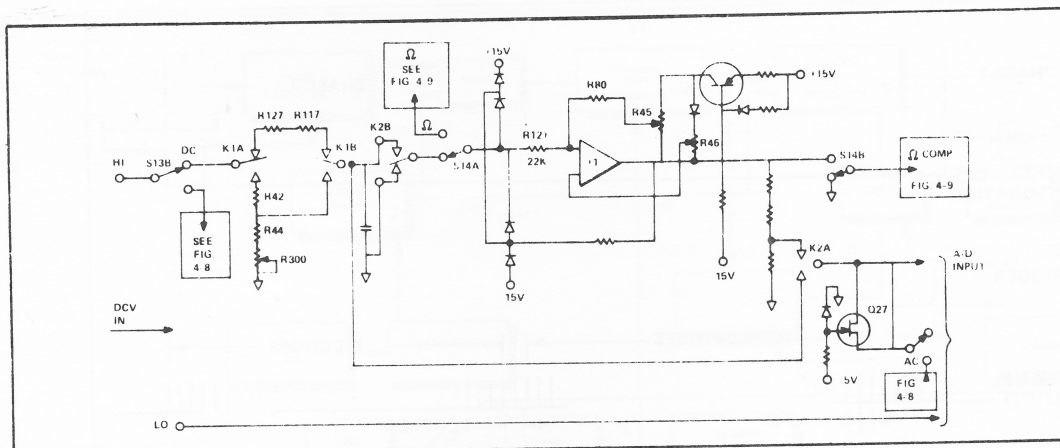 Ω
SEE
FIG 4-9
+15V
+15V
R80
R45
R127 R117
K2B
Ω
R46
HI
S13B
DC
K1A
K1B
S14A
R121
22K
+1
S14B
Ω COMP
FIG 4-9
R42
SEE
FIG.
4-8
R44
R300
K2A
A/D
INPUT
15V
15V
DCV
IN
Q27
5V
AC
FIG
4-8
LO